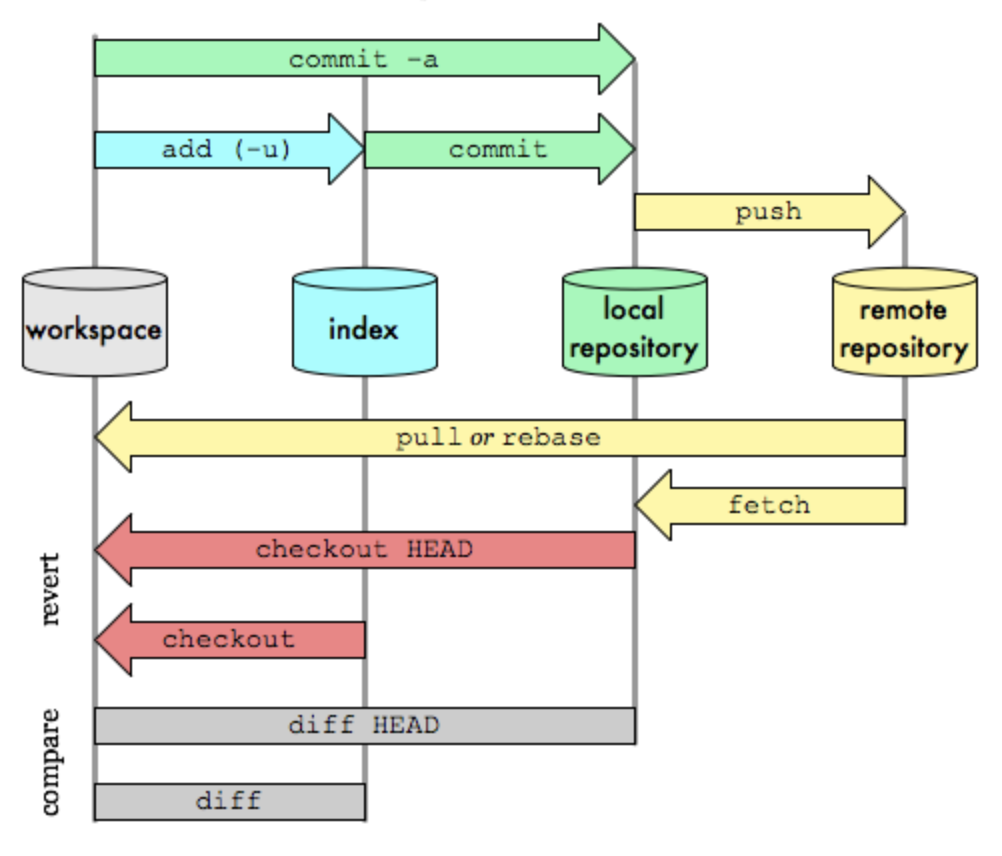 commit -a
add (-u)
commit
push
workspace
index
local
repository
remote
repository
pull or rebase
fetch
revert
checkout HEAD
checkout
compare
diff HEAD
diff